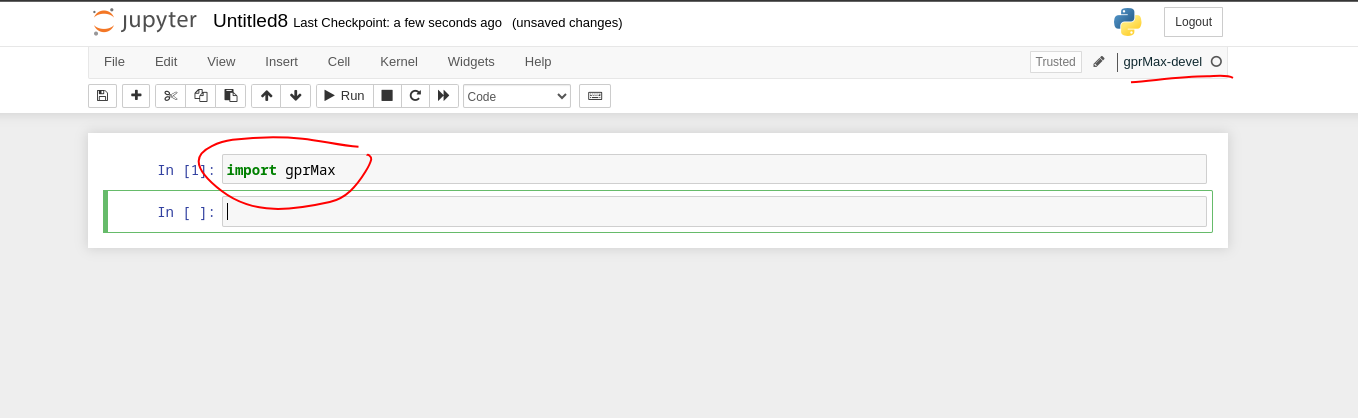 jupyter Untitled8 Last Checkpoint: a few seconds ago (unsaved changes) Logout
File Edit View Insert Cell Kernel Widgets Help Trusted gprMax-devel
Run Code
In [1]: import gprMax
In [ ]: